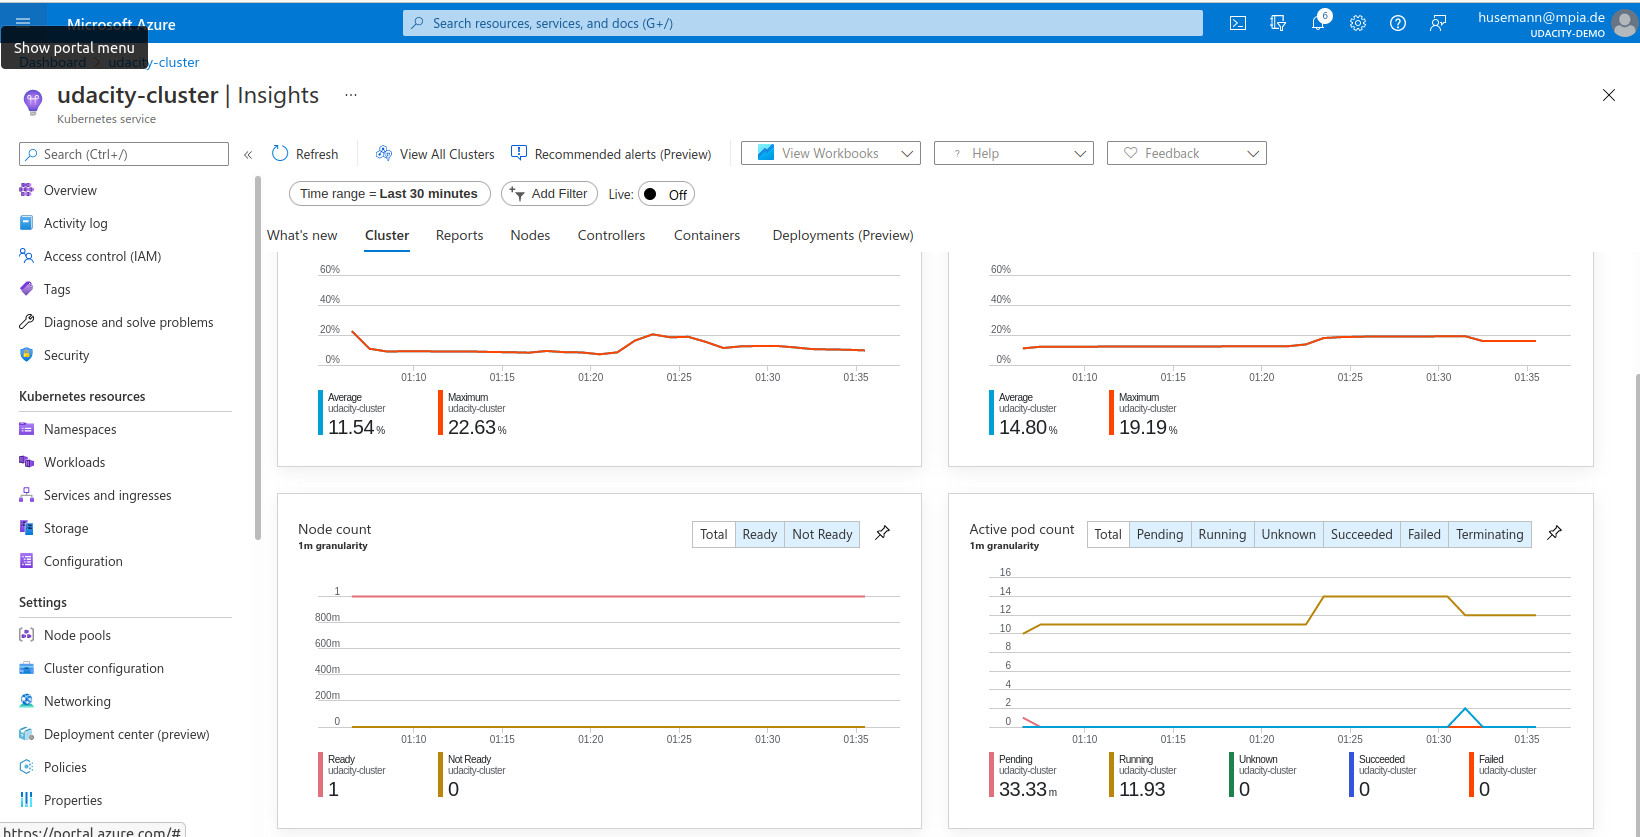 Microsoft Azure
Search resources, services, and docs (G+/)
6
husemann@mpia.de
UDACITY-DEMO
Show portal menu
Dashboard > udacity-cluster
udacity-cluster | Insights ...
Kubernetes service
Search (Ctrl+/)
«
Refresh
View All Clusters
Recommended alerts (Preview)
View Workbooks
? Help
Feedback
Time range = Last 30 minutes
Add Filter
Live: Off
What's new
Cluster
Reports
Nodes
Controllers
Containers
Deployments (Preview)
Overview
Activity log
Access control (IAM)
Tags
Diagnose and solve problems
Security
Kubernetes resources
Namespaces
Workloads
Services and ingresses
Storage
Configuration
Settings
Node pools
Cluster configuration
Networking
Deployment center (preview)
Policies
Properties
https://portal.azure.com/#
60%
40%
20%
0%
01:10 01:15 01:20 01:25 01:30 01:35
Average
udacity-cluster
11.54 %
Maximum
udacity-cluster
22.63 %
60%
40%
20%
0%
01:10 01:15 01:20 01:25 01:30 01:35
Average
udacity-cluster
14.80 %
Maximum
udacity-cluster
19.19 %
Node count
1m granularity
Total Ready Not Ready
1
800m
600m
400m
200m
0
01:10 01:15 01:20 01:25 01:30 01:35
Ready
udacity-cluster
1
Not Ready
udacity-cluster
0
Active pod count
1m granularity
Total Pending Running Unknown Succeeded Failed Terminating
16
14
12
10
8
6
4
2
0
01:10 01:15 01:20 01:25 01:30 01:35
Pending
udacity-cluster
33.33 m
Running
udacity-cluster
11.93
Unknown
udacity-cluster
0
Succeeded
udacity-cluster
0
Failed
udacity-cluster
0